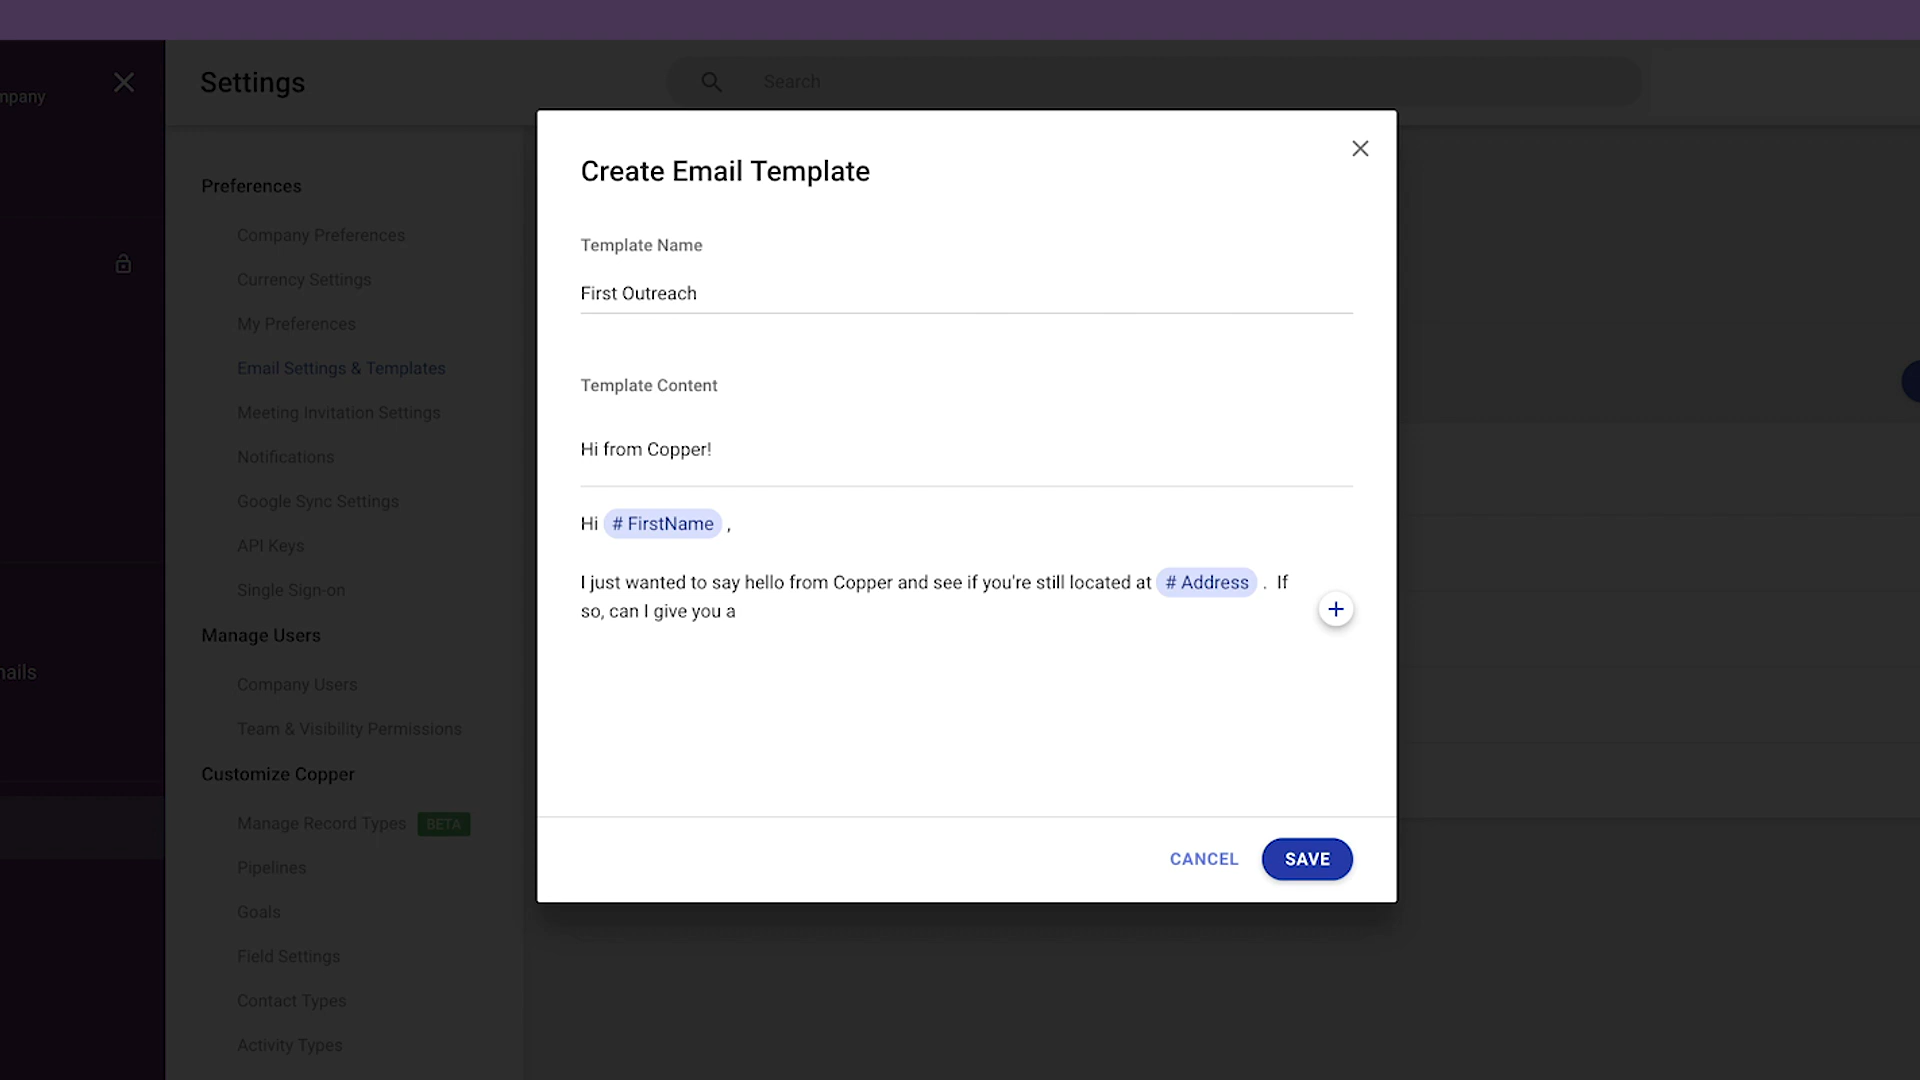 mpany
Settings
Search
Preferences
Company Preferences
Currency Settings
My Preferences
Email Settings & Templates
Meeting Invitation Settings
Notifications
Google Sync Settings
API Keys
Single Sign-on
Manage Users
nails
Company Users
Team & Visibility Permissions
Customize Copper
Manage Record Types BETA
Pipelines
Goals
Field Settings
Contact Types
Activity Types
Create Email Template
Template Name
First Outreach
Template Content
Hi from Copper!
Hi # FirstName ,
I just wanted to say hello from Copper and see if you're still located at # Address . If
so, can I give you a
CANCEL SAVE